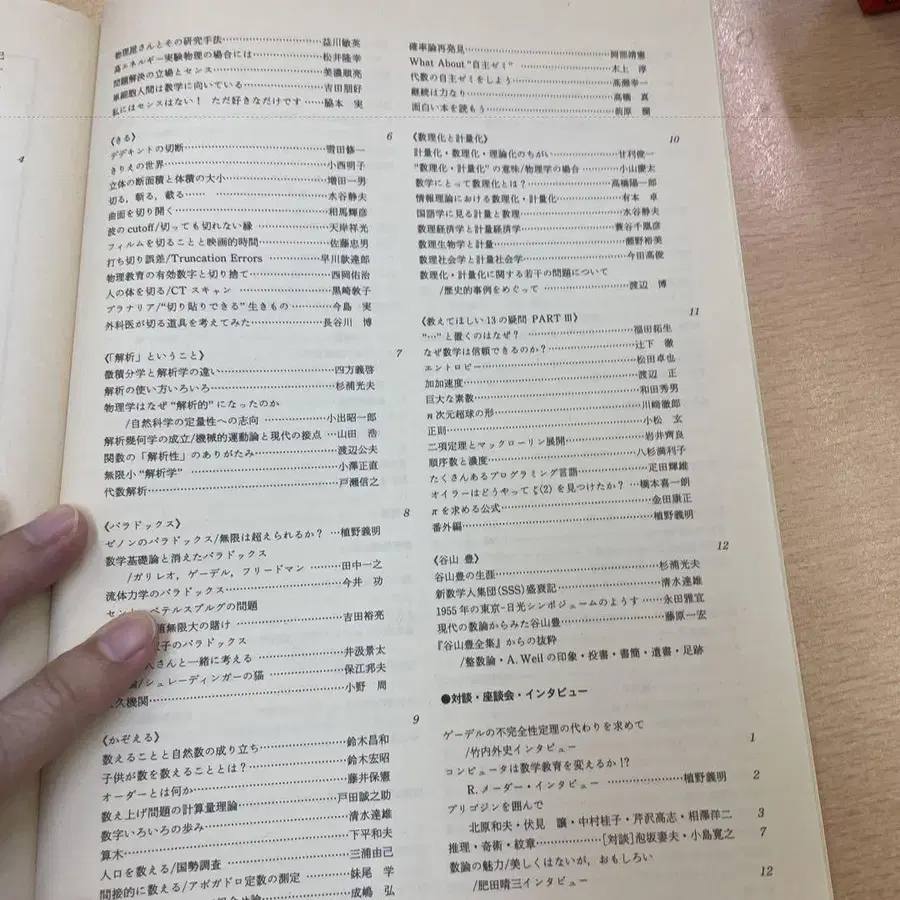 記
4
物理屋さんとその研究手法……益川敏英
高エネルギー実験物理の場合には……松井隆幸
問題解決の立場とセンス……美濃順亮
単細胞人間は数学に向いている……吉田朋好
私にはセンスはない! ただ好きなだけです……脇本 実
《きる》 6
デデキントの切断……雪田修一
きりえの世界……小西明子
立体の断面積と体積の大小……増田一男
切る,斬る,截る……水谷静夫
曲面を切り開く……相馬輝彦
波のcutoff/切っても切れない縁……天岸祥光
フィルムを切ることと映画的時間……佐藤忠男
打ち切り誤差/Truncation Errors……早川款達郎
物理教育の有効数字と切り捨て……西岡佑治
人の体を切る/CTスキャン……黒崎敦子
プラナリア/“切り貼りできる”生きもの……今島 実
外科医が切る道具を考えてみた……長谷川 博
《「解析」ということ》 7
微積分学と解析学の違い……四方義啓
解析の使い方いろいろ……杉浦光夫
物理学はなぜ“解析的”になったのか
/自然科学の定量性への志向……小出昭一郎
解析幾何学の成立/機械的運動論と現代の接点…山田 浩
関数の「解析性」のありがたみ……渡辺公夫
無限小“解析学”……小澤正直
代数解析……戸瀬信之
《パラドックス》 8
ゼノンのパラドックス/無限は超えられるか?…植野義明
数学基礎論と消えたパラドックス
/ガリレオ,ゲーデル,フリードマン……田中一之
流体力学のパラドックス……今井 功
セント・ペテルスブルグの問題
値無限大の賭け……吉田裕亮
子のパラドックス
さんと一緒に考える……井汲景太
/シュレーディンガーの猫……保江邦夫
久機関……小野 周
《かぞえる》 9
数えることと自然数の成り立ち……鈴木昌和
子供が数を数えることとは?……鈴木宏昭
オーダーとは何か……藤井保憲
数え上げ問題の計算量理論……戸田誠之助
数字いろいろの歩み……清水達雄
算木……下平和夫
人口を数える/国勢調査……三浦由己
間接的に数える/アボガドロ定数の測定……妹尾 学
成嶋 弘
確率論再発見……岡部靖憲
What About “自主ゼミ”……木上 淳
代数の自主ゼミをしよう……高瀬幸一
継続は力なり……高橋 真
面白い本を読もう……前原 濶
《数理化と計量化》 10
計量化・数理化・理論化のちがい……甘利俊一
“数理化・計量化”の意味/物理学の場合……小山慶太
数学にとって数理化とは?……高橋陽一郎
情報理論における数理化・計量化……有本 卓
国語学に見る計量と数理……水谷静夫
数理経済学と計量経済学……蓑谷千凰彦
数理生物学と計量……瀬野裕美
数理社会学と計量社会学……今田高俊
数理化・計量化に関する若干の問題について
/歴史的事例をめぐって……渡辺 博
《教えてほしい13の疑問 PARTⅢ》 11
“…”と置くのはなぜ?……福田拓生
なぜ数学は信頼できるのか?……辻下 徹
エントロピー……松田卓也
加加速度……渡辺 正
巨大な素数……和田秀男
n次元超球の形……川﨑徹郎
正則……小松 玄
二項定理とマックローリン展開……岩井齊良
順序数と濃度……八杉満利子
たくさんあるプログラミング言語……疋田輝雄
オイラーはどうやってζ(2)を見つけたか?…橋本喜一朗
πを求める公式……金田康正
番外編……植野義明
《谷山 豊》 12
谷山豊の生涯……杉浦光夫
新数学人集団(SSS)盛衰記……清水達雄
1955年の東京-日光シンポジュームのようす……永田雅宜
現代の数論からみた谷山豊……藤原一宏
『谷山豊全集』からの抜粋
/整数論・A. Weilの印象・投書・書簡・遺書・足跡
●対談・座談会・インタビュー
ゲーデルの不完全性定理の代わりを求めて
/竹内外史インタビュー 1
コンピュータは数学教育を変えるか!?
R.メーダー・インタビュー……植野義明 2
プリゴジンを囲んで
北原和夫・伏見 譲・中村桂子・芹沢高志・相澤洋二 3
推理・奇術・紋章……[対談]泡坂妻夫・小島寛之 7
数論の魅力/美しくはないが,おもしろい
/肥田晴三インタビュー 12